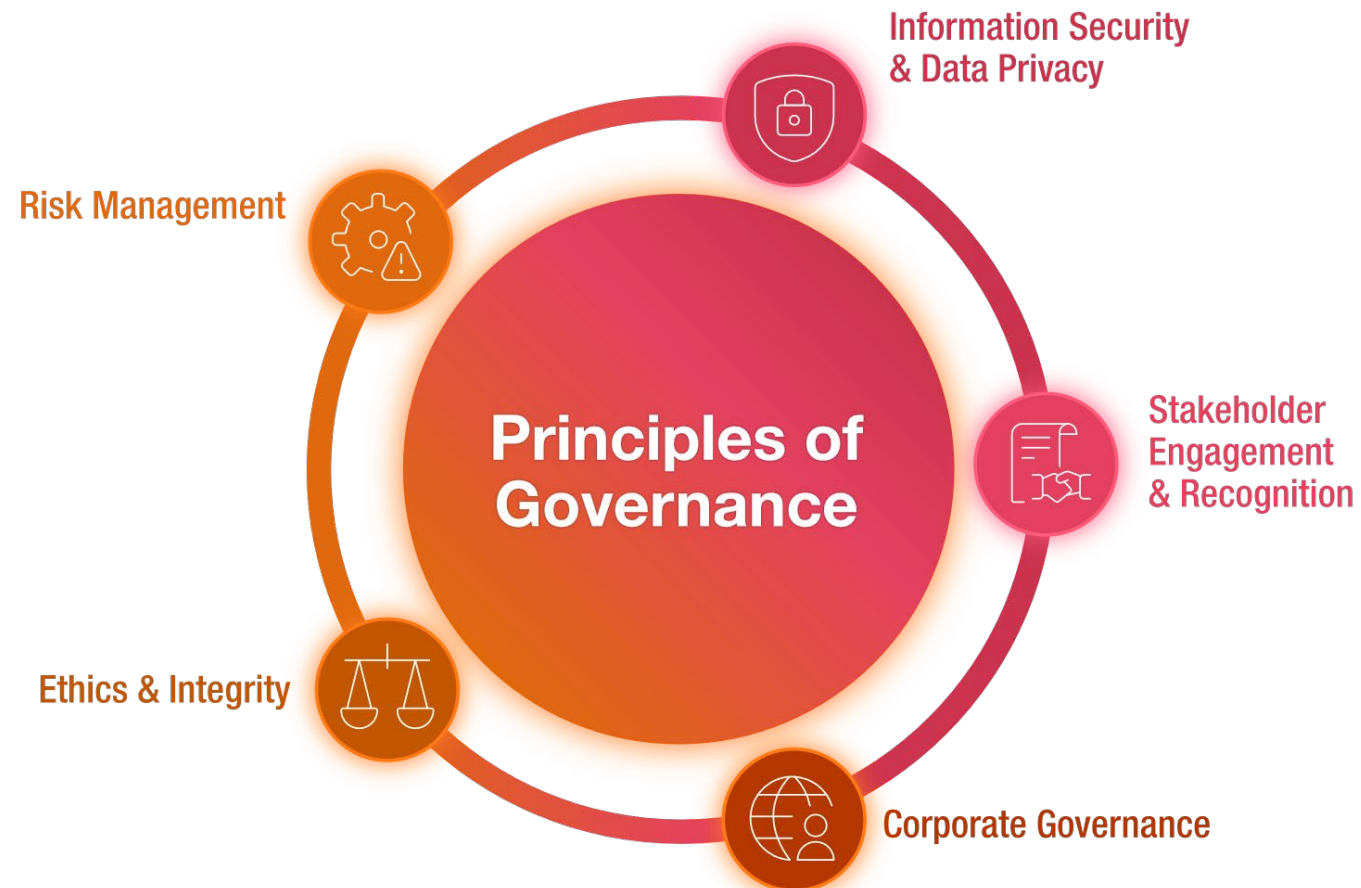 Information Security
& Data Privacy
Risk Management
Principles of
Governance
Stakeholder
Engagement
& Recognition
Ethics & Integrity
Corporate Governance